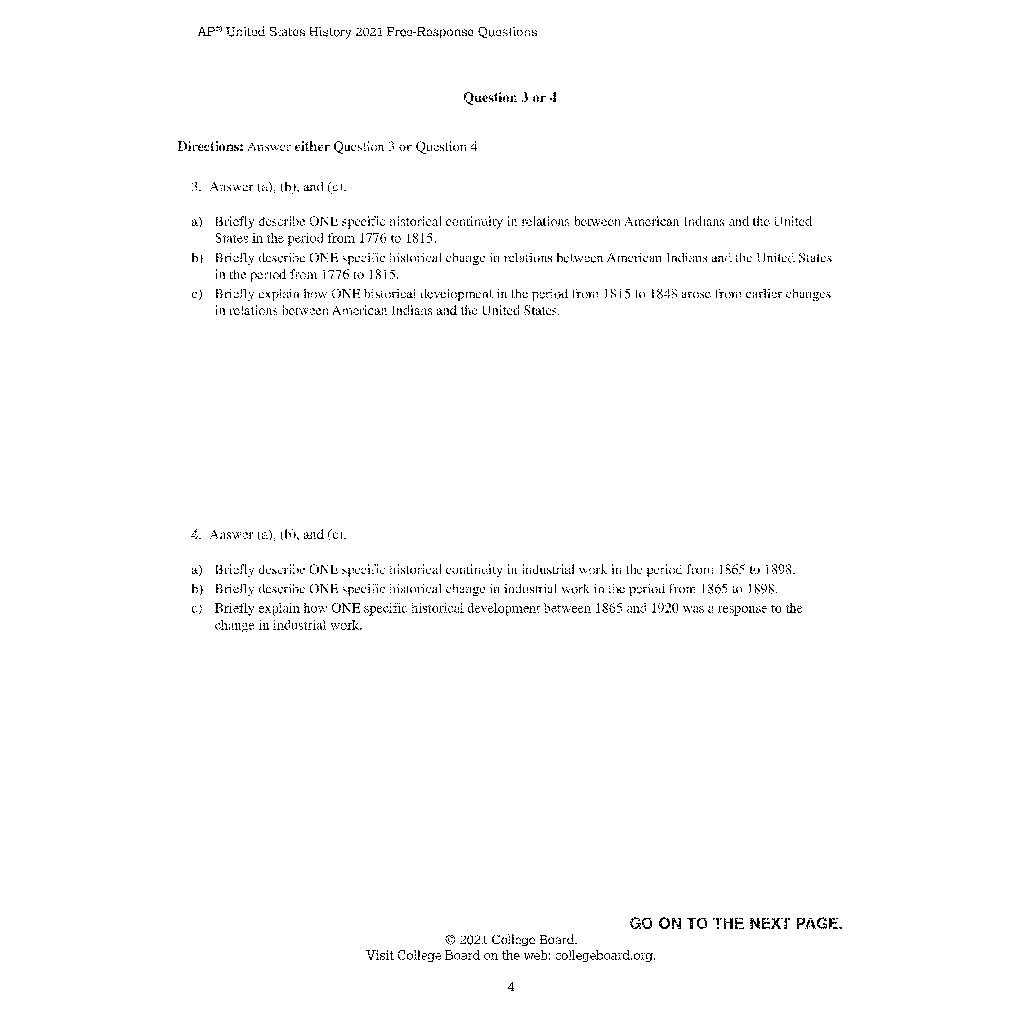 AP® United States History 2021 Free-Response Questions
Question 3 or 4
Directions: Answer either Question 3 or Question 4
3. Answer (a), (b), and (c).
a) Briefly describe ONE specific historical continuity in relations between American Indians and the United
States in the period from 1776 to 1815.
b) Briefly describe ONE specific historical change in relations between American Indians and the United States
in the period from 1776 to 1815.
c) Briefly explain how ONE historical development in the period from 1815 to 1848 arose from earlier changes
in relations between American Indians and the United States.
4. Answer (a), (b), and (c).
a) Briefly describe ONE specific historical continuity in industrial work in the period from 1865 to 1898.
b) Briefly describe ONE specific historical change in industrial work in the period from 1865 to 1898.
c) Briefly explain how ONE specific historical development between 1865 and 1920 was a response to the
change in industrial work.
GO ON TO THE NEXT PAGE.
© 2021 College Board.
Visit College Board on the web: collegeboard.org.
4